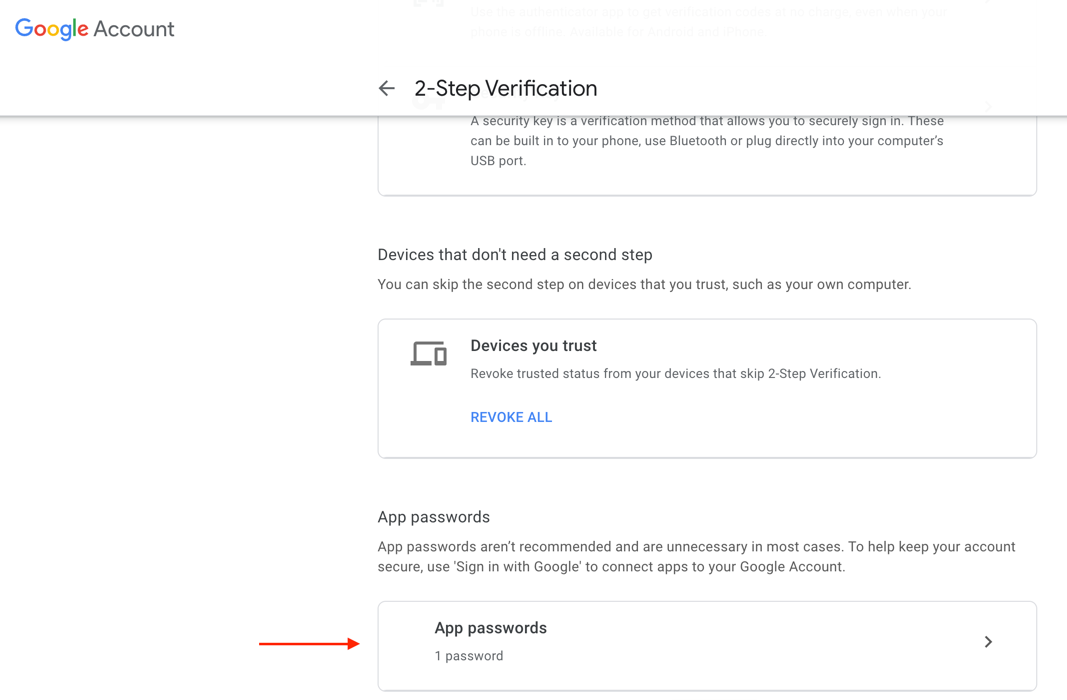 Use the authenticator app to get verification codes at no charge, even when your
phone is offline. Available for Android and iPhone.
Google Account
2-Step Verification
A security key is a verification method that allows you to securely sign in. These
can be built in to your phone, use Bluetooth or plug directly into your computer’s
USB port.
Devices that don't need a second step
You can skip the second step on devices that you trust, such as your own computer.
Devices you trust
Revoke trusted status from your devices that skip 2-Step Verification.
REVOKE ALL
App passwords
App passwords aren’t recommended and are unnecessary in most cases. To help keep your account
secure, use 'Sign in with Google' to connect apps to your Google Account.
App passwords
1 password